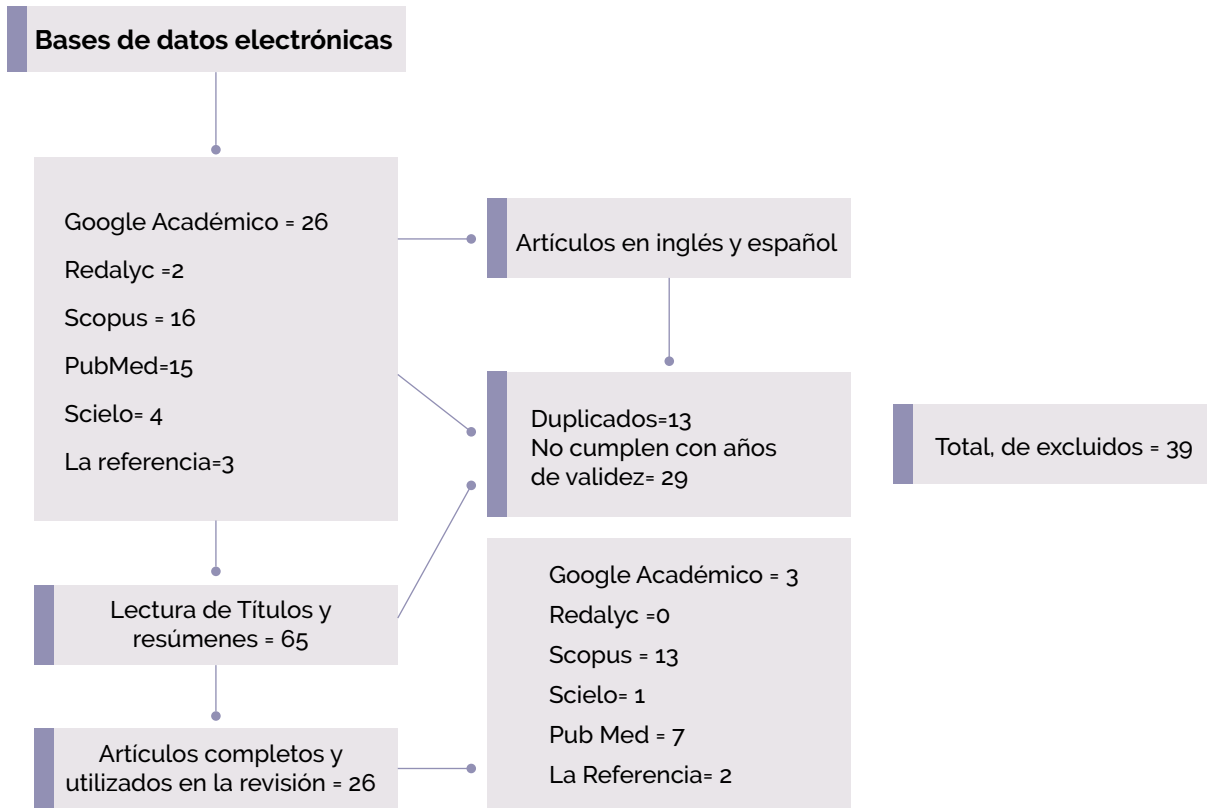 Bases de datos electrónicas
Google Académico = 26
Redalyc =2
Scopus = 16
PubMed=15
Scielo= 4
La referencia=3
Artículos en inglés y español
Duplicados=13
No cumplen con años
de validez= 29
Total, de excluidos = 39
Lectura de Títulos y
resúmenes = 65
Artículos completos y
utilizados en la revisión = 26
Google Académico = 3
Redalyc =0
Scopus = 13
Scielo= 1
Pub Med = 7
La Referencia= 2